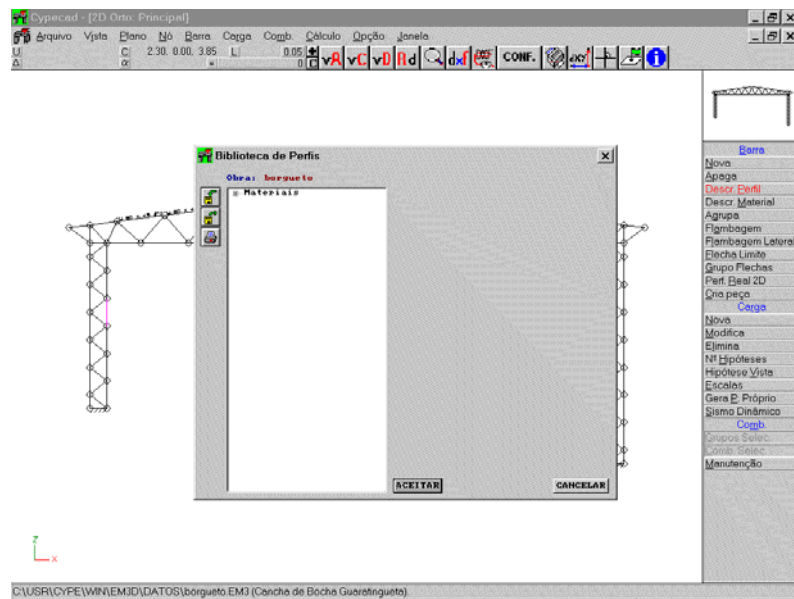 Cypecad - [2D Orto: Principal]
Arquivo Vista Plano Nó Barra Carga Comb. Cálculo Opção Janela
U C 2.30, 0.00, 3.85 L 0.05 vR vC vD Rd dxf CONF. dXY
Δ α = 0
Biblioteca de Perfis
Obra: borgueto
Materiais
ACEITAR CANCELAR
Barra
Nova
Apaga
Descr. Perfil
Descr. Material
Agrupa
Flambagem
Flambagem Lateral
Flecha Limite
Grupo Flechas
Perf. Real 2D
Cria peça
Carga
Nova
Modifica
Elimina
Nº Hipóteses
Hipótese Vista
Escalas
Gera P. Próprio
Sismo Dinâmico
Comb.
Grupos Selec.
Comb. Selec.
Manutenção
Z
X
C:\USR\CYPE\WIN\EM3D\DATOS\borgueto.EM3 (Cancha de Bocha Guaratingueta).